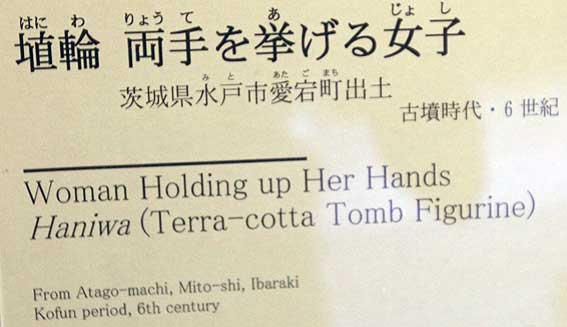 埴輪 両手を挙げる女子
茨城県水戸市愛宕町出土
古墳時代・6世紀
Woman Holding up Her Hands
Haniwa (Terra-cotta Tomb Figurine)
From Atago-machi, Mito-shi, Ibaraki
Kofun period, 6th century